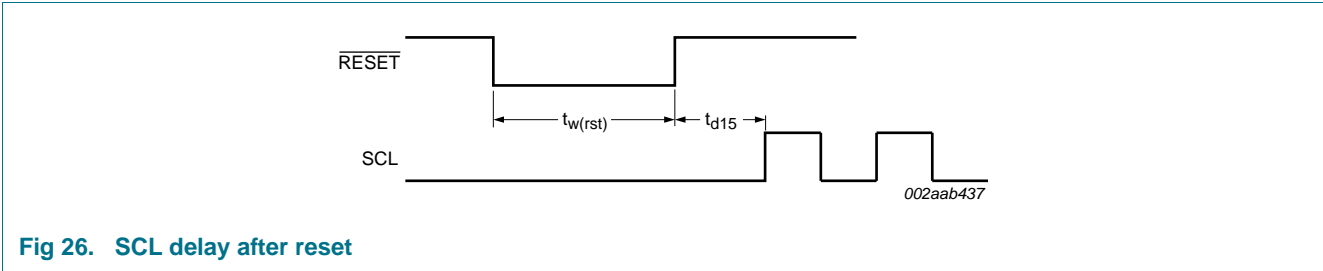 RESET
tw(rst)
td15
SCL
002aab437
Fig 26. SCL delay after reset